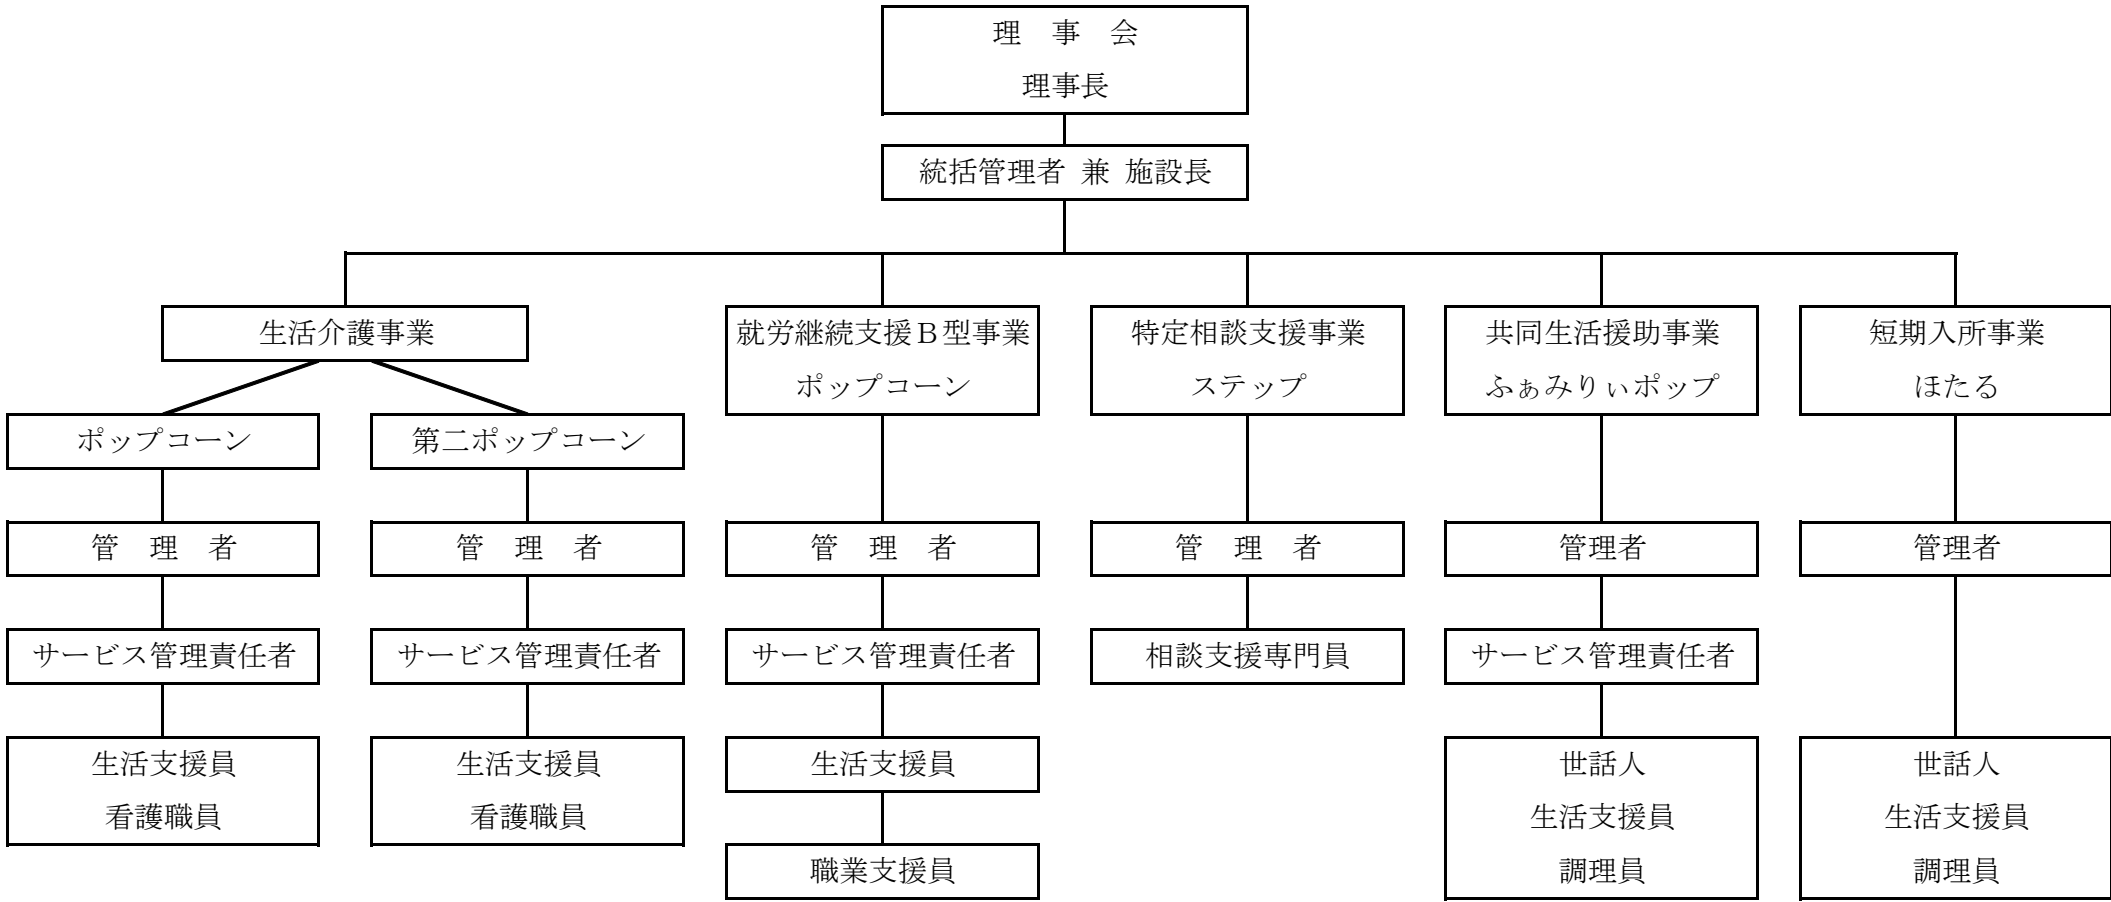 理　事　会
理事長
統括管理者 兼 施設長
生活介護事業
就労継続支援Ｂ型事業
ポップコーン
特定相談支援事業
ステップ
共同生活援助事業
ふぁみりぃポップ
短期入所事業
ほたる
ポップコーン
第二ポップコーン
管　理　者
管　理　者
管　理　者
管　理　者
管理者
管理者
サービス管理責任者
サービス管理責任者
サービス管理責任者
相談支援専門員
サービス管理責任者
生活支援員
看護職員
生活支援員
看護職員
生活支援員
職業支援員
世話人
生活支援員
調理員
世話人
生活支援員
調理員